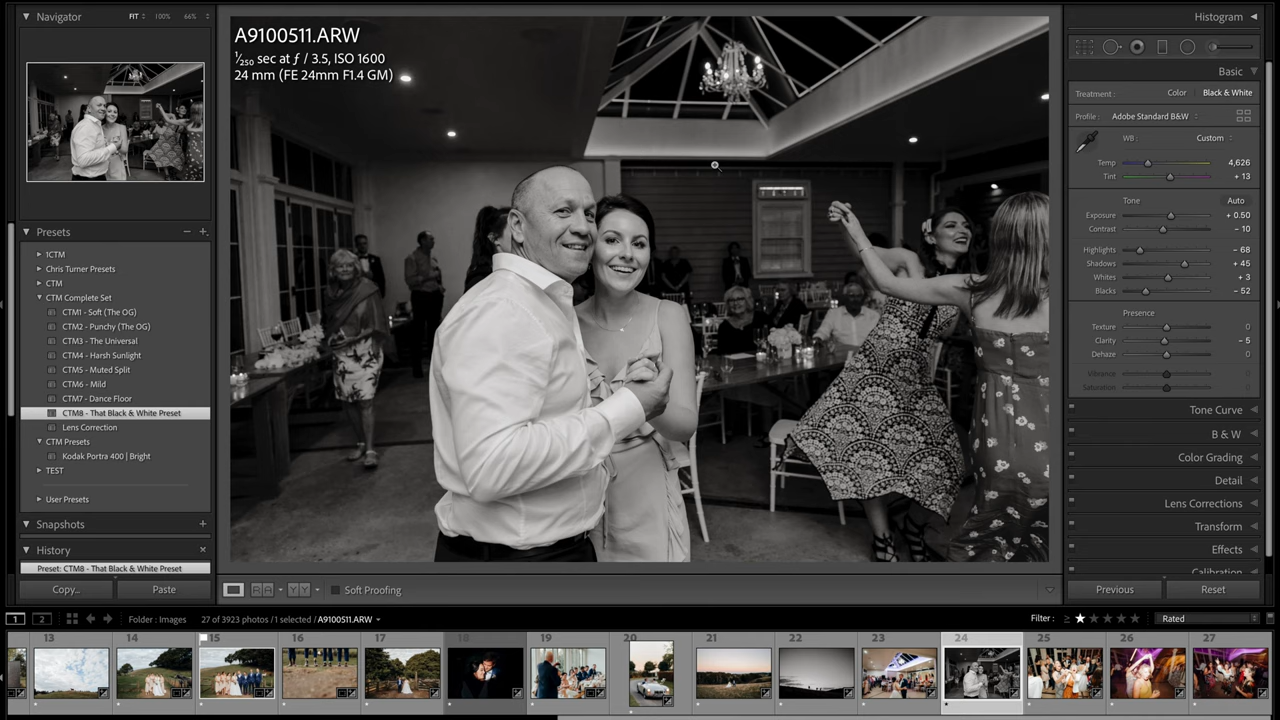 Navigator
FIT
100%
66%
A9100511.ARW
1/250 sec at ƒ / 3.5, ISO 1600
24 mm (FE 24mm F1.4 GM)
Presets
1CTM
Chris Turner Presets
CTM
CTM Complete Set
CTM1 - Soft (The OG)
CTM2 - Punchy (The OG)
CTM3 - The Universal
CTM4 - Harsh Sunlight
CTM5 - Muted Split
CTM6 - Mild
CTM7 - Dance Floor
CTM8 - That Black & White Preset
Lens Correction
CTM Presets
Kodak Portra 400 | Bright
TEST
User Presets
Snapshots
History
Preset: CTM8 - That Black & White Preset
Copy...
Paste
Soft Proofing
Histogram
Basic
Treatment: Color Black & White
Profile: Adobe Standard B&W
WB: Custom
Temp 4,626
Tint + 13
Tone Auto
Exposure + 0.50
Contrast − 10
Highlights − 68
Shadows + 45
Whites + 3
Blacks − 52
Presence
Texture 0
Clarity − 5
Dehaze 0
Vibrance 0
Saturation 0
Tone Curve
B & W
Color Grading
Detail
Lens Corrections
Transform
Effects
Calibration
Previous
Reset
1 2 Folder : Images 27 of 3923 photos / 1 selected / A9100511.ARW Filter : ≥ ★★★★★ Rated
13 14 15 16 17 18 19 20 21 22 23 24 25 26 27